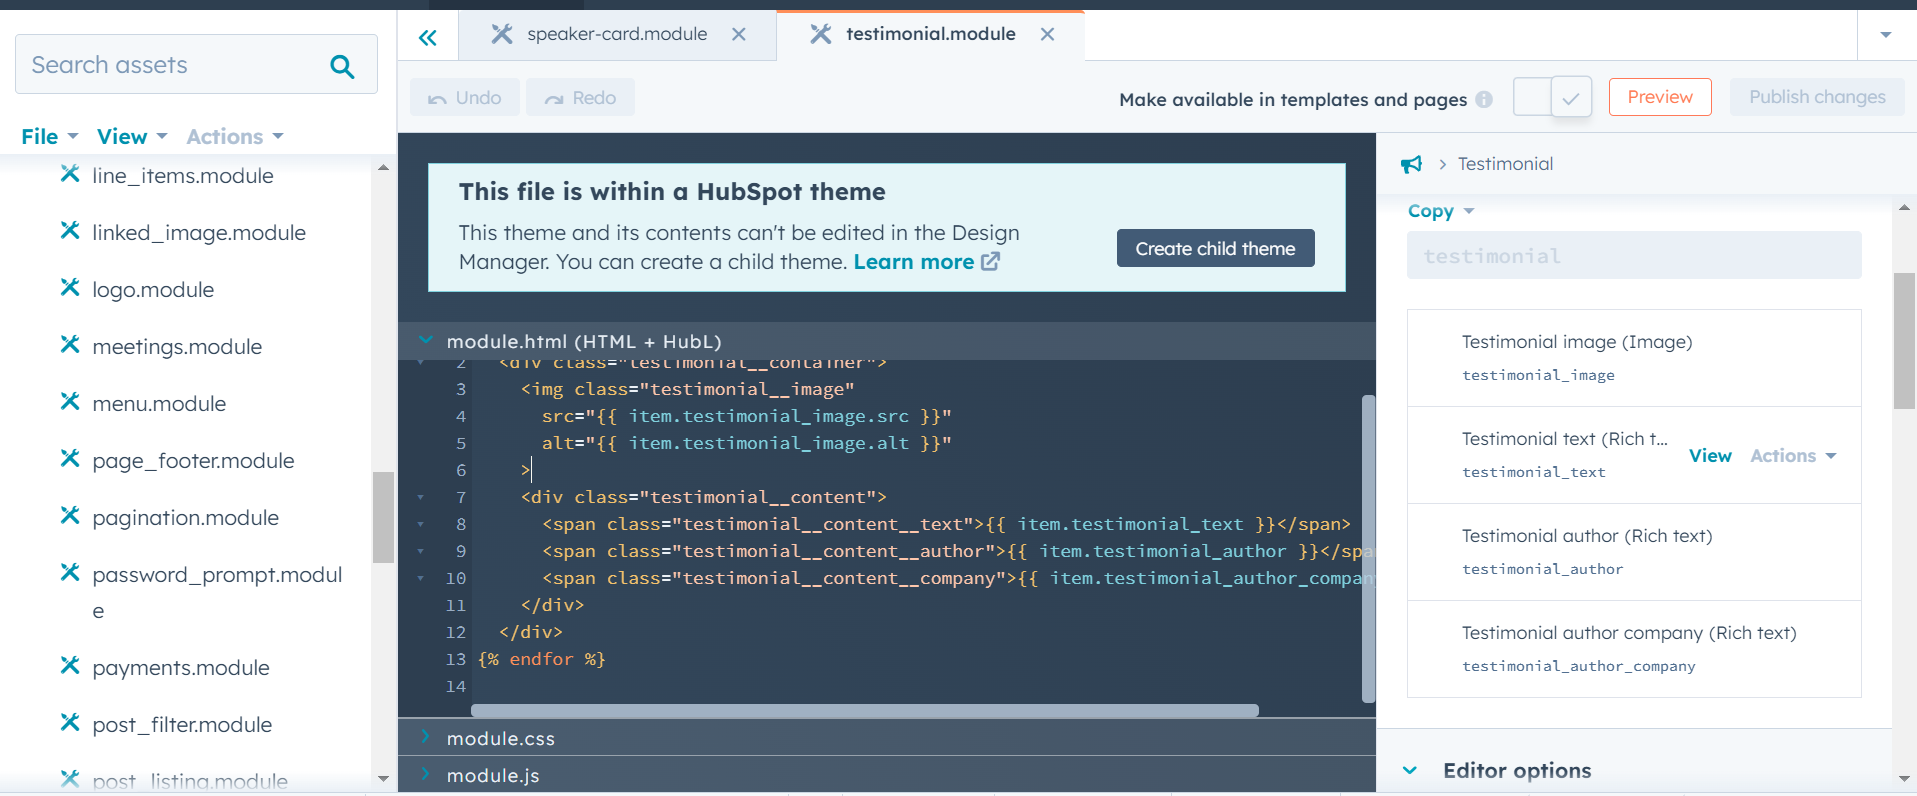 Search assets
File
View
Actions
line_items.module
linked_image.module
logo.module
meetings.module
menu.module
page_footer.module
pagination.module
password_prompt.modul
e
payments.module
post_filter.module
post_listing.module
speaker-card.module
testimonial.module
Undo
Redo
Make available in templates and pages
Preview
Publish changes
This file is within a HubSpot theme
This theme and its contents can't be edited in the Design
Manager. You can create a child theme. Learn more
Create child theme
module.html (HTML + HubL)
2 <div class="testimonial__container">
3 <img class="testimonial__image"
4 src="{{ item.testimonial_image.src }}"
5 alt="{{ item.testimonial_image.alt }}"
6 >
7 <div class="testimonial__content">
8 <span class="testimonial__content__text">{{ item.testimonial_text }}</span>
9 <span class="testimonial__content__author">{{ item.testimonial_author }}</spa
10 <span class="testimonial__content__company">{{ item.testimonial_author_company
11 </div>
12 </div>
13 {% endfor %}
14
module.css
module.js
Testimonial
Copy
testimonial
Testimonial image (Image)
testimonial_image
Testimonial text (Rich t...
testimonial_text
View
Actions
Testimonial author (Rich text)
testimonial_author
Testimonial author company (Rich text)
testimonial_author_company
Editor options